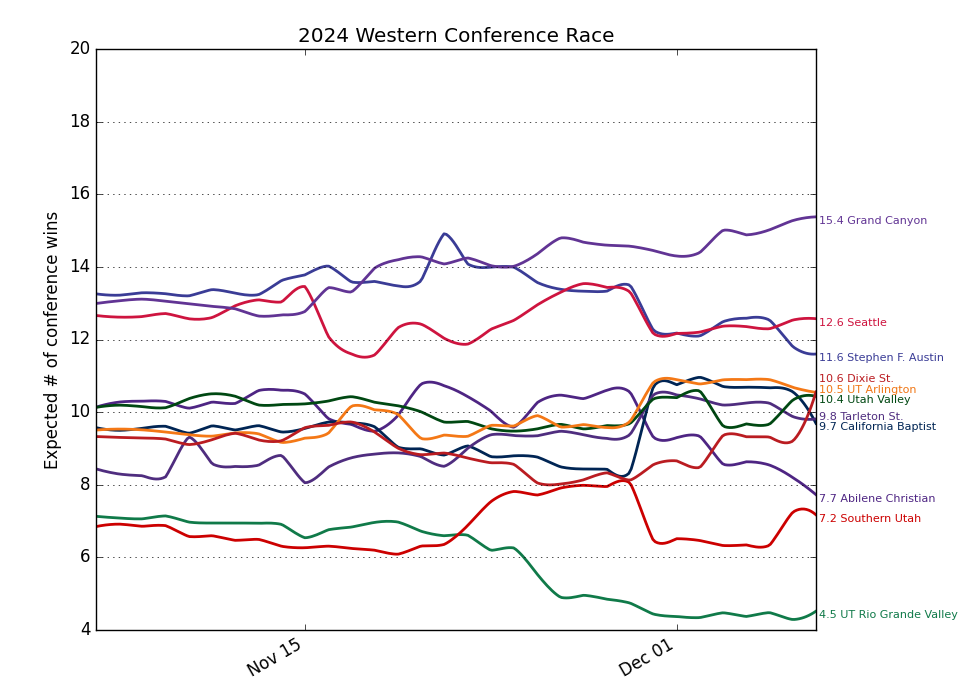 2024 Western Conference Race
Expected # of conference wins
20
18
16
14
12
10
8
6
4
Nov 15
Dec 01
15.4 Grand Canyon
12.6 Seattle
11.6 Stephen F. Austin
10.6 Dixie St.
10.5 UT Arlington
10.4 Utah Valley
9.8 Tarleton St.
9.7 California Baptist
7.7 Abilene Christian
7.2 Southern Utah
4.5 UT Rio Grande Valley